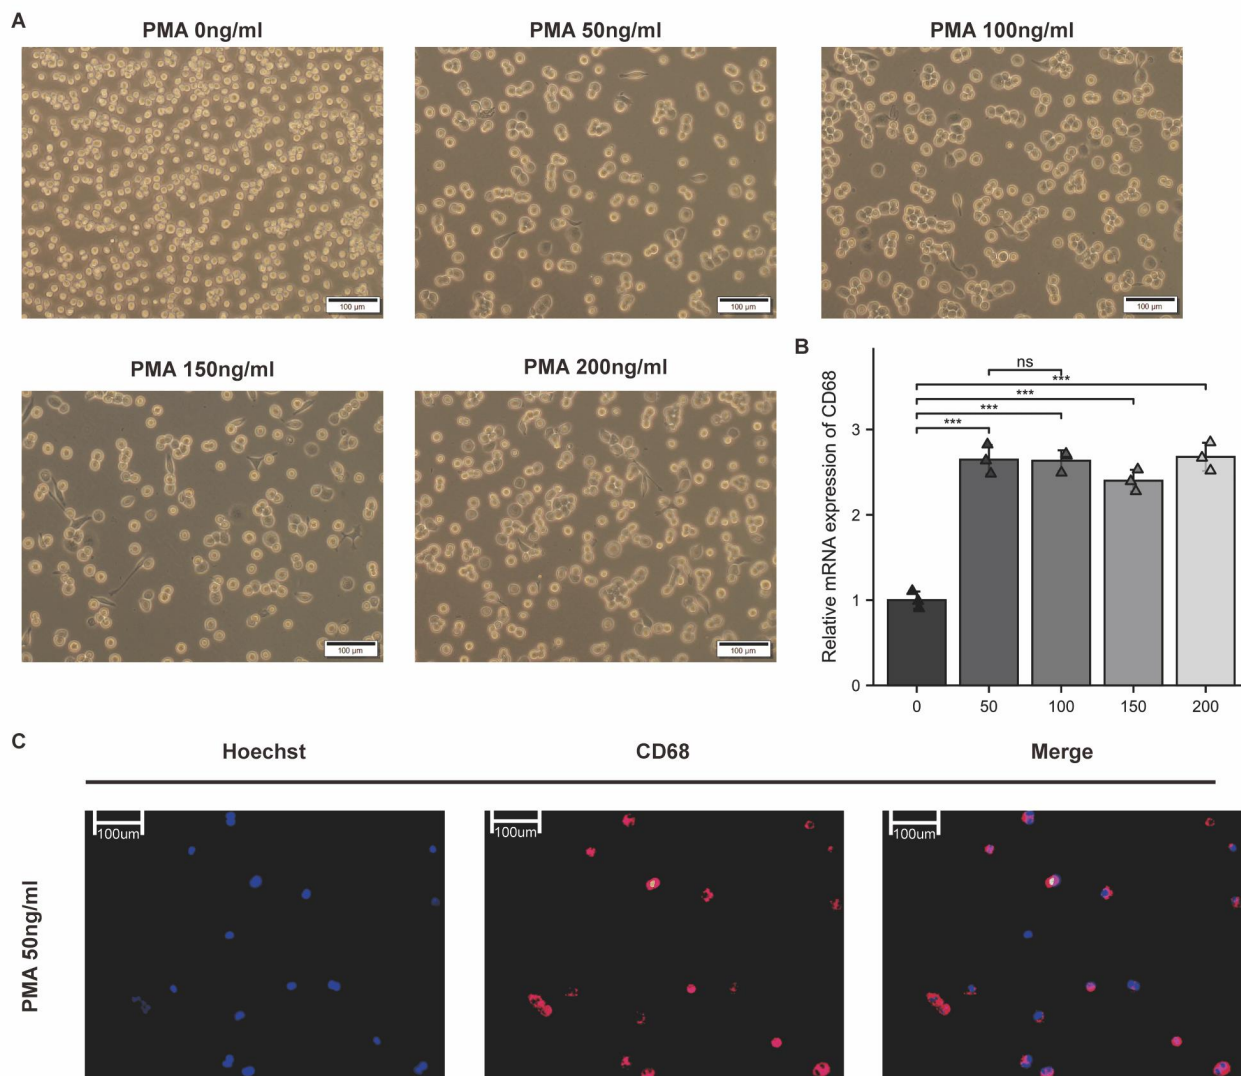 A
PMA 0ng/ml
PMA 50ng/ml
PMA 100ng/ml
100 µm
100 µm
100 µm
PMA 150ng/ml
PMA 200ng/ml
100 µm
100 µm
B
Relative mRNA expression of CD68
ns
***
***
***
***
3
2
1
0
0
50
100
150
200
C
Hoechst
CD68
Merge
PMA 50ng/ml
100um
100um
100um